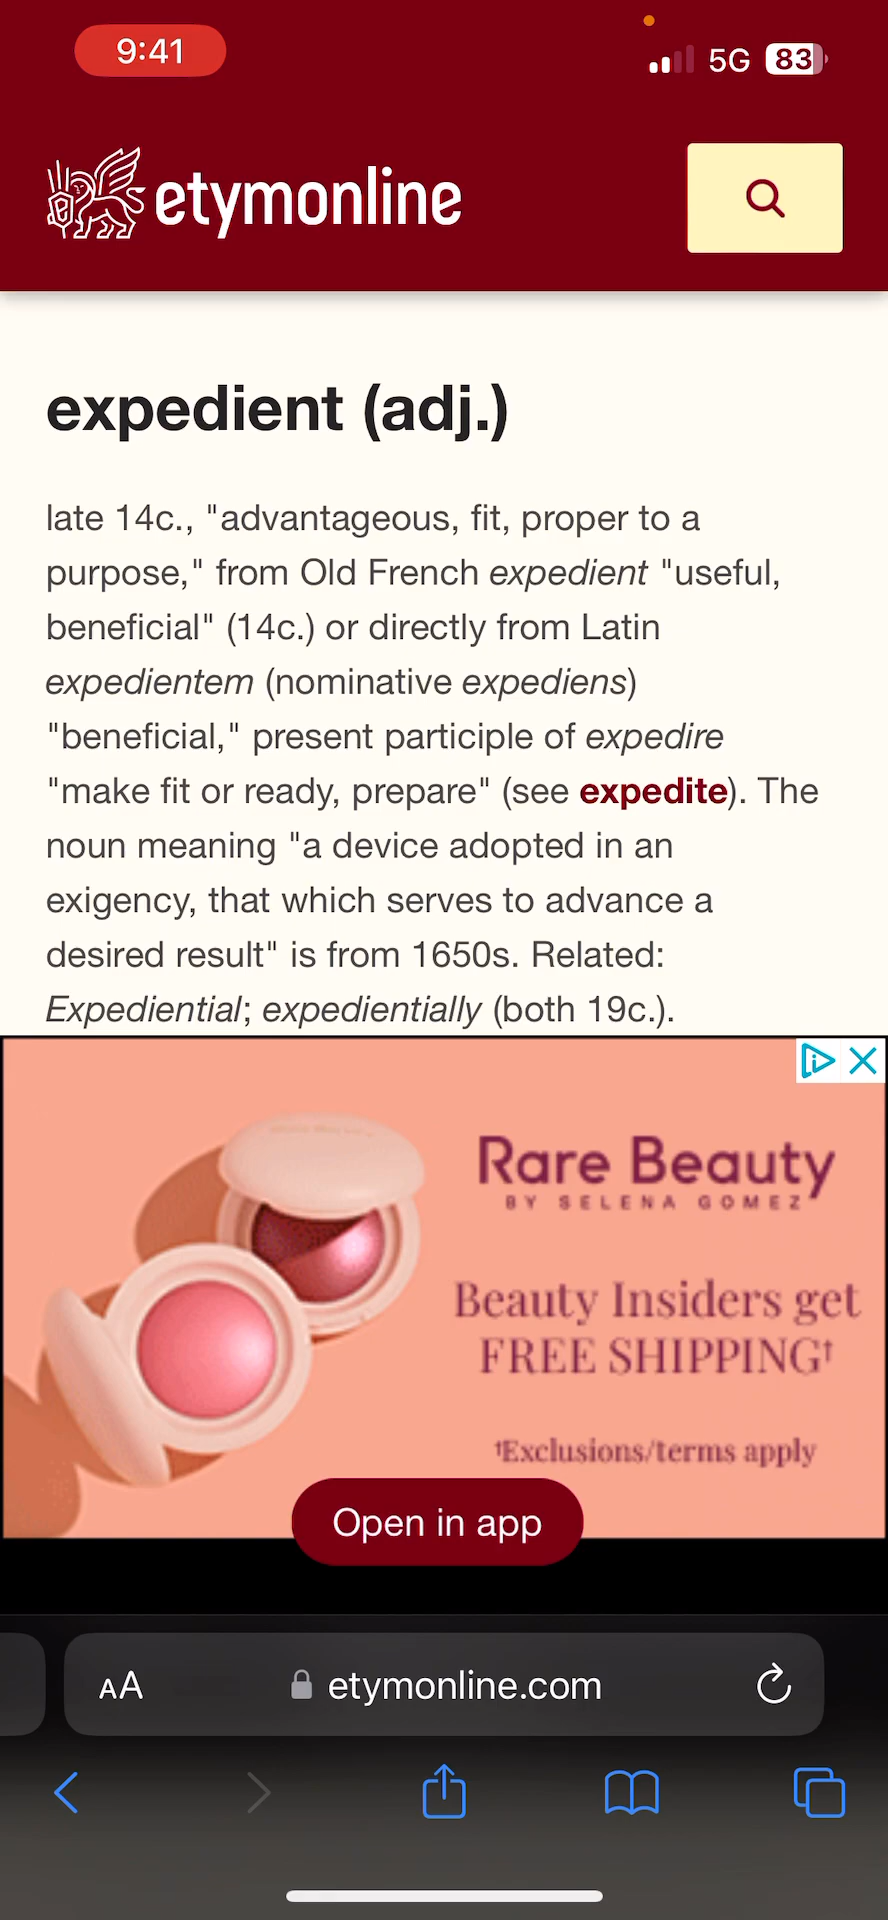 9:41
5G 83
etymonline
expedient (adj.)
late 14c., "advantageous, fit, proper to a
purpose," from Old French expedient "useful,
beneficial" (14c.) or directly from Latin
expedientem (nominative expediens)
"beneficial," present participle of expedire
"make fit or ready, prepare" (see expedite). The
noun meaning "a device adopted in an
exigency, that which serves to advance a
desired result" is from 1650s. Related:
Expediential; expedientially (both 19c.).
Rare Beauty
BY SELENA GOMEZ
Beauty Insiders get
FREE SHIPPING†
†Exclusions/terms apply
Open in app
AA etymonline.com